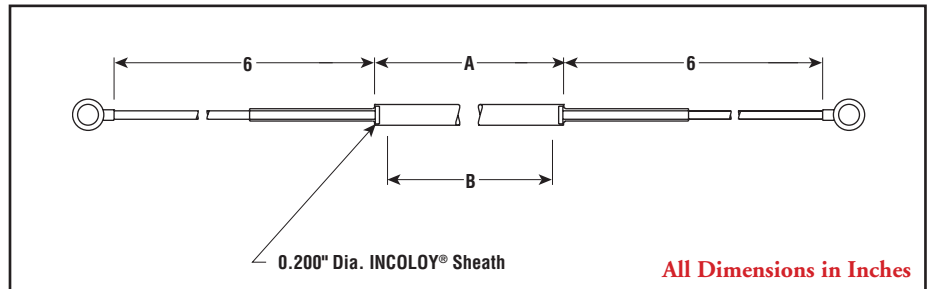 6
A
6
B
0.200" Dia. INCOLOY® Sheath
All Dimensions in Inches